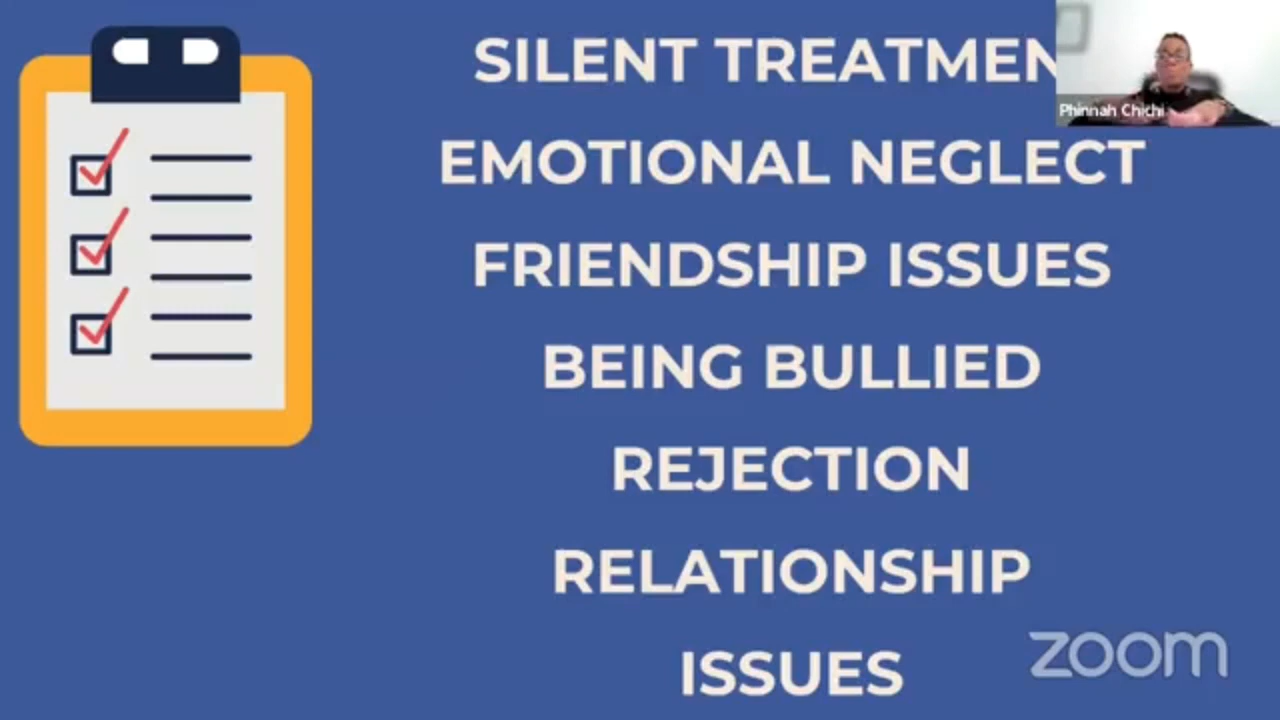 SILENT TREATMEN
EMOTIONAL NEGLECT
FRIENDSHIP ISSUES
BEING BULLIED
REJECTION
RELATIONSHIP
ISSUES
Phinnah Chichi
zoom